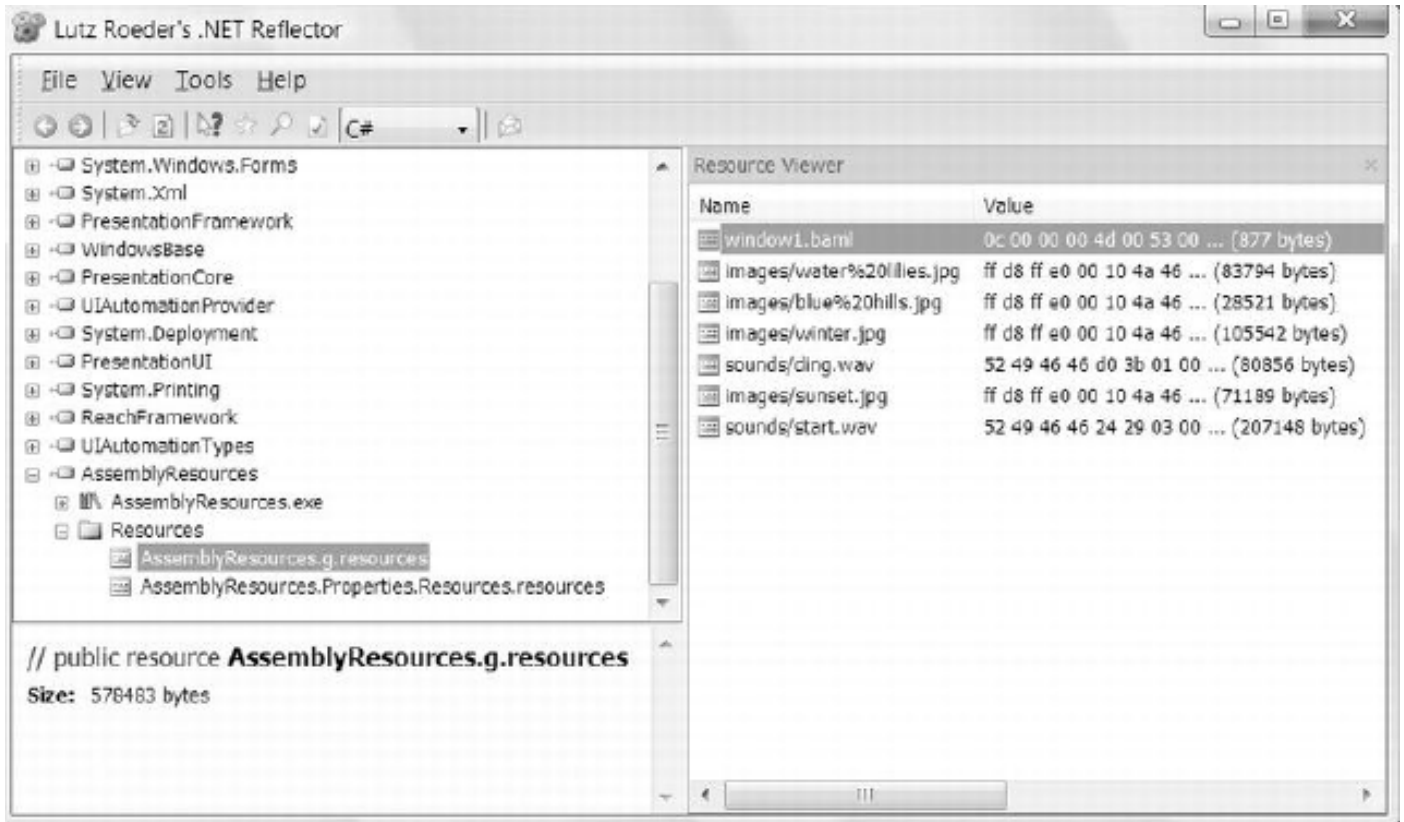 Lutz Roeder's .NET Reflector
File View Tools Help
C#
System.Windows.Forms
System.Xml
PresentationFramework
WindowsBase
PresentationCore
UIAutomationProvider
System.Deployment
PresentationUI
System.Printing
ReachFramework
UIAutomationTypes
AssemblyResources
AssemblyResources.exe
Resources
AssemblyResources.g.resources
AssemblyResources.Properties.Resources.resources
// public resource AssemblyResources.g.resources
Size: 578483 bytes
Resource Viewer
Name Value
window1.baml 0c 00 00 00 4d 00 53 00 ... (877 bytes)
images/water%20lilies.jpg ff d8 ff e0 00 10 4a 46 ... (83794 bytes)
images/blue%20hills.jpg ff d8 ff e0 00 10 4a 46 ... (28521 bytes)
images/winter.jpg ff d8 ff e0 00 10 4a 46 ... (105542 bytes)
sounds/ding.wav 52 49 46 46 d0 3b 01 00 ... (80856 bytes)
images/sunset.jpg ff d8 ff e0 00 10 4a 46 ... (71189 bytes)
sounds/start.wav 52 49 46 46 24 29 03 00 ... (207148 bytes)